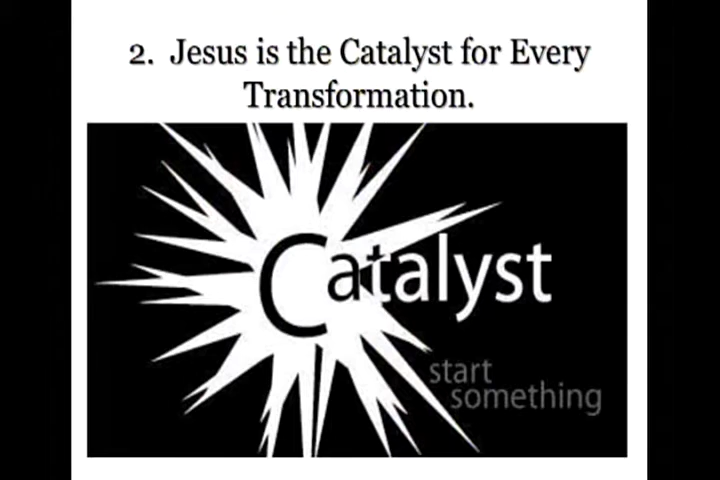 2. Jesus is the Catalyst for Every
Transformation.
Catalyst
start
something